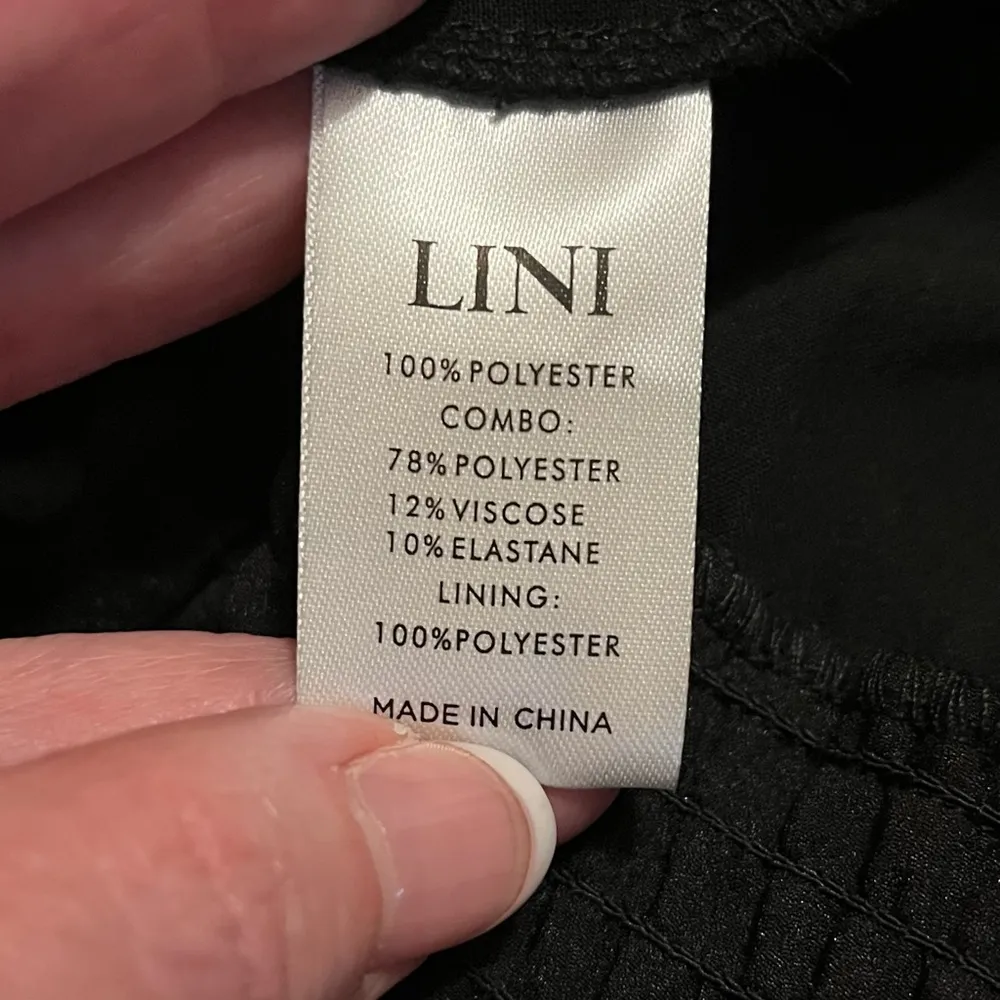 LINI
100% POLYESTER
COMBO:
78% POLYESTER
12% VISCOSE
10% ELASTANE
LINING:
100%POLYESTER
MADE IN CHINA